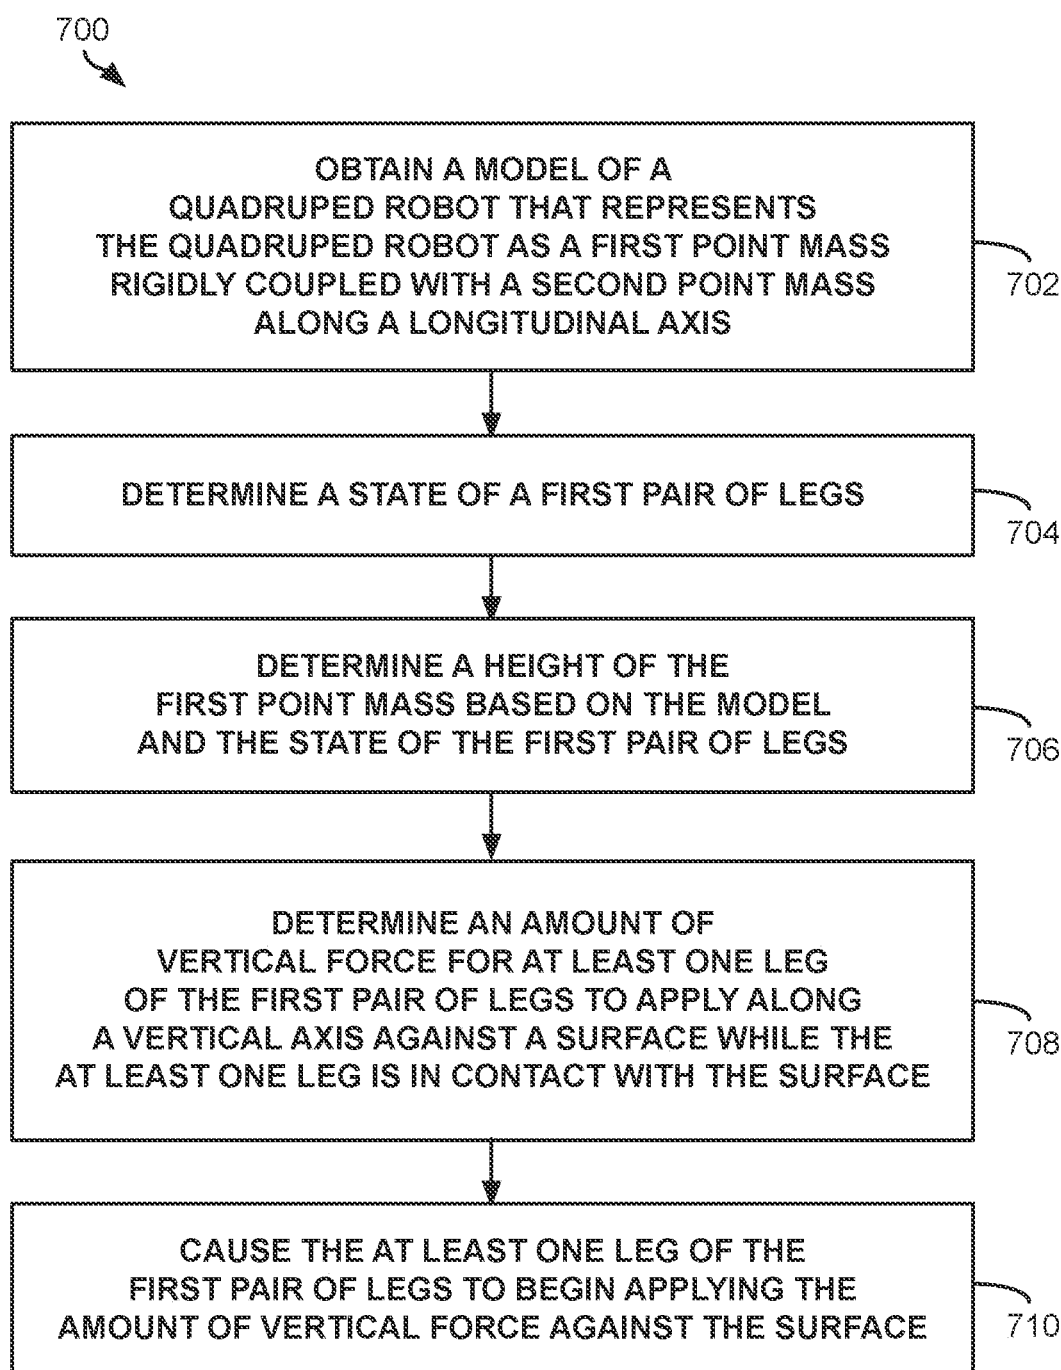 700
OBTAIN A MODEL OF A
QUADRUPED ROBOT THAT REPRESENTS
THE QUADRUPED ROBOT AS A FIRST POINT MASS
RIGIDLY COUPLED WITH A SECOND POINT MASS
ALONG A LONGITUDINAL AXIS
702
DETERMINE A STATE OF A FIRST PAIR OF LEGS
704
DETERMINE A HEIGHT OF THE
FIRST POINT MASS BASED ON THE MODEL
AND THE STATE OF THE FIRST PAIR OF LEGS
706
DETERMINE AN AMOUNT OF
VERTICAL FORCE FOR AT LEAST ONE LEG
OF THE FIRST PAIR OF LEGS TO APPLY ALONG
A VERTICAL AXIS AGAINST A SURFACE WHILE THE
AT LEAST ONE LEG IS IN CONTACT WITH THE SURFACE
708
CAUSE THE AT LEAST ONE LEG OF THE
FIRST PAIR OF LEGS TO BEGIN APPLYING THE
AMOUNT OF VERTICAL FORCE AGAINST THE SURFACE
710